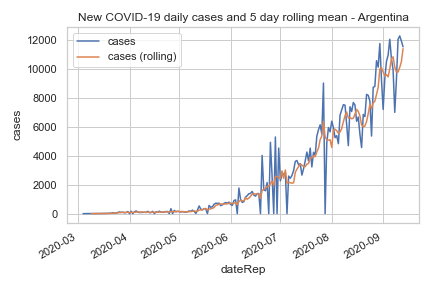 New COVID-19 daily cases and 5 day rolling mean - Argentina
cases
cases (rolling)
12000
10000
8000
6000
4000
2000
0
cases
2020-03
2020-04
2020-05
2020-06
2020-07
2020-08
2020-09
dateRep